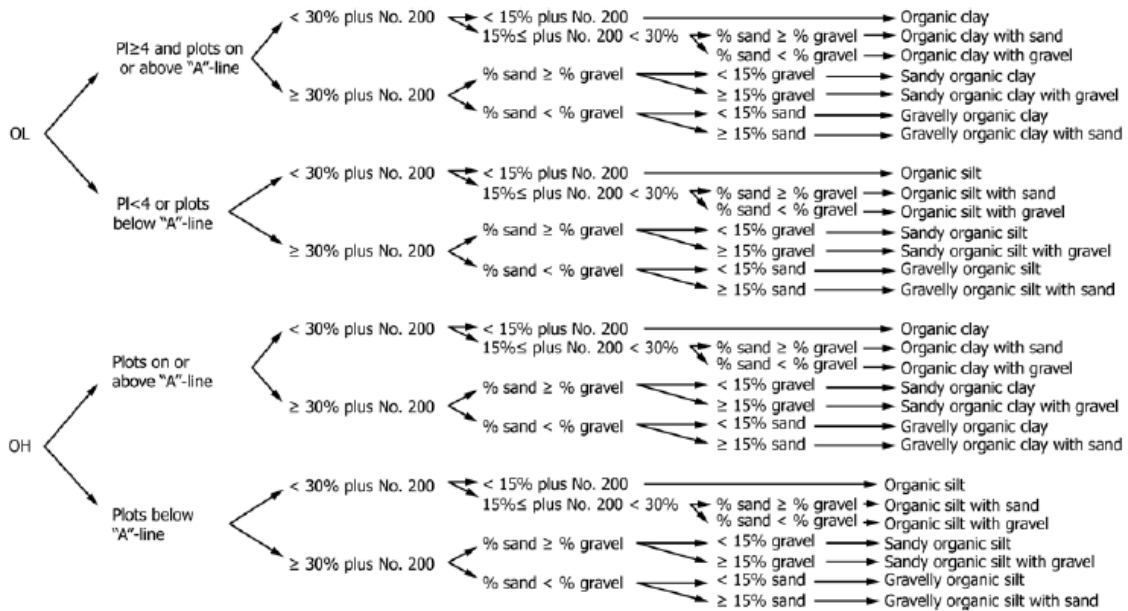 < 30% plus No. 200 < 15% plus No. 200 Organic clay
PI≥4 and plots on 15%≤ plus No. 200 < 30% % sand ≥ % gravel Organic clay with sand
or above "A"-line % sand < % gravel Organic clay with gravel
≥ 30% plus No. 200 % sand ≥ % gravel < 15% gravel Sandy organic clay
≥ 15% gravel Sandy organic clay with gravel
% sand < % gravel < 15% sand Gravelly organic clay
OL ≥ 15% sand Gravelly organic clay with sand
< 30% plus No. 200 < 15% plus No. 200 Organic silt
PI<4 or plots 15%≤ plus No. 200 < 30% % sand ≥ % gravel Organic silt with sand
below "A"-line % sand < % gravel Organic silt with gravel
≥ 30% plus No. 200 % sand ≥ % gravel < 15% gravel Sandy organic silt
≥ 15% gravel Sandy organic silt with gravel
% sand < % gravel < 15% sand Gravelly organic silt
≥ 15% sand Gravelly organic silt with sand
< 30% plus No. 200 < 15% plus No. 200 Organic clay
Plots on or 15%≤ plus No. 200 < 30% % sand ≥ % gravel Organic clay with sand
above "A"-line % sand < % gravel Organic clay with gravel
≥ 30% plus No. 200 % sand ≥ % gravel < 15% gravel Sandy organic clay
≥ 15% gravel Sandy organic clay with gravel
% sand < % gravel < 15% sand Gravelly organic clay
OH ≥ 15% sand Gravelly organic clay with sand
< 30% plus No. 200 < 15% plus No. 200 Organic silt
Plots below 15%≤ plus No. 200 < 30% % sand ≥ % gravel Organic silt with sand
"A"-line % sand < % gravel Organic silt with gravel
≥ 30% plus No. 200 % sand ≥ % gravel < 15% gravel Sandy organic silt
≥ 15% gravel Sandy organic silt with gravel
% sand < % gravel < 15% sand Gravelly organic silt
≥ 15% sand Gravelly organic silt with sand